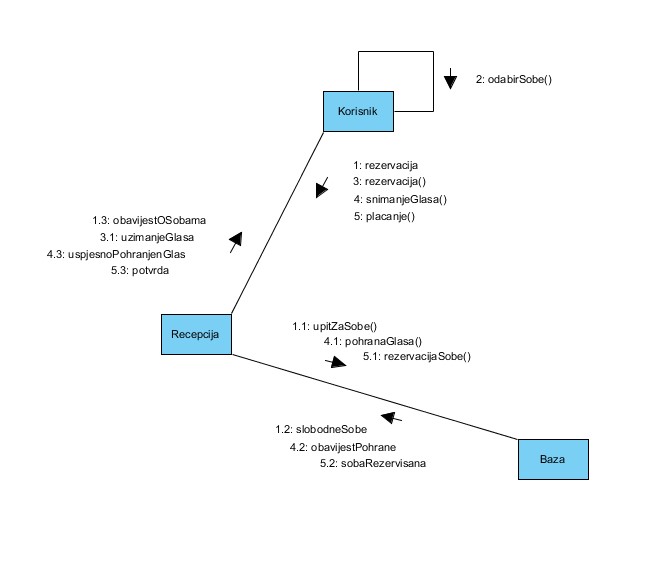 2: odabirSobe()
Korisnik
1: rezervacija
3: rezervacija()
4: snimanjeGlasa()
5: placanje()
1.3: obavijestOSobama
3.1: uzimanjeGlasa
4.3: uspjesnoPohranjenGlas
5.3: potvrda
Recepcija
1.1: upitZaSobe()
4.1: pohranaGlasa()
5.1: rezervacijaSobe()
1.2: slobodneSobe
4.2: obavijestPohrane
5.2: sobaRezervisana
Baza